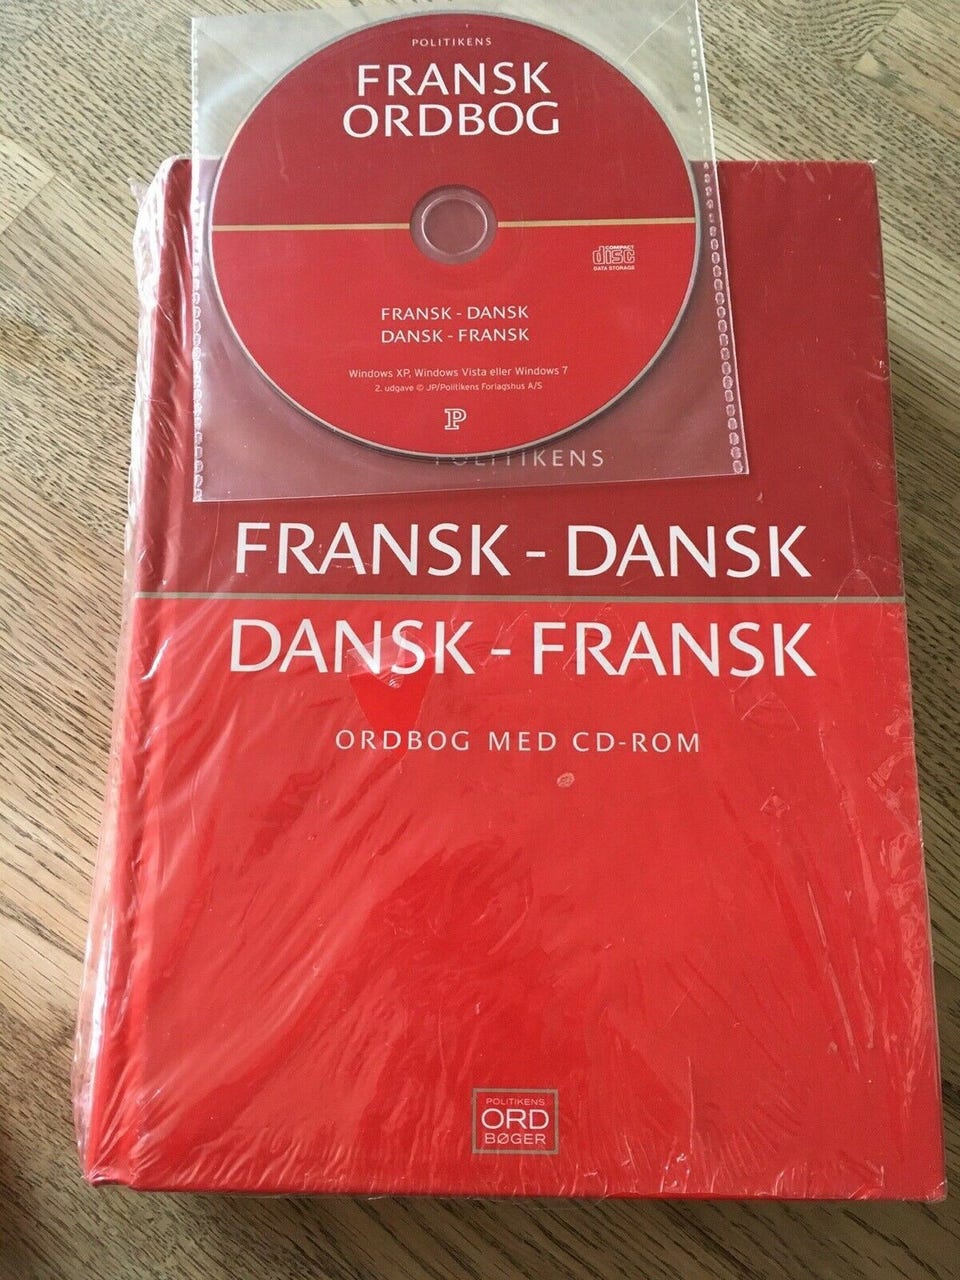 POLITIKENS
FRANSK
ORDBOG
COMPACT
disc
DATA STORAGE
FRANSK - DANSK
DANSK - FRANSK
Windows XP, Windows Vista eller Windows 7
2. udgave © JP/Politikens Forlagshus A/S
P
POLITIKENS
FRANSK - DANSK
DANSK - FRANSK
ORDBOG MED CD-ROM
POLITIKENS
ORD
BØGER